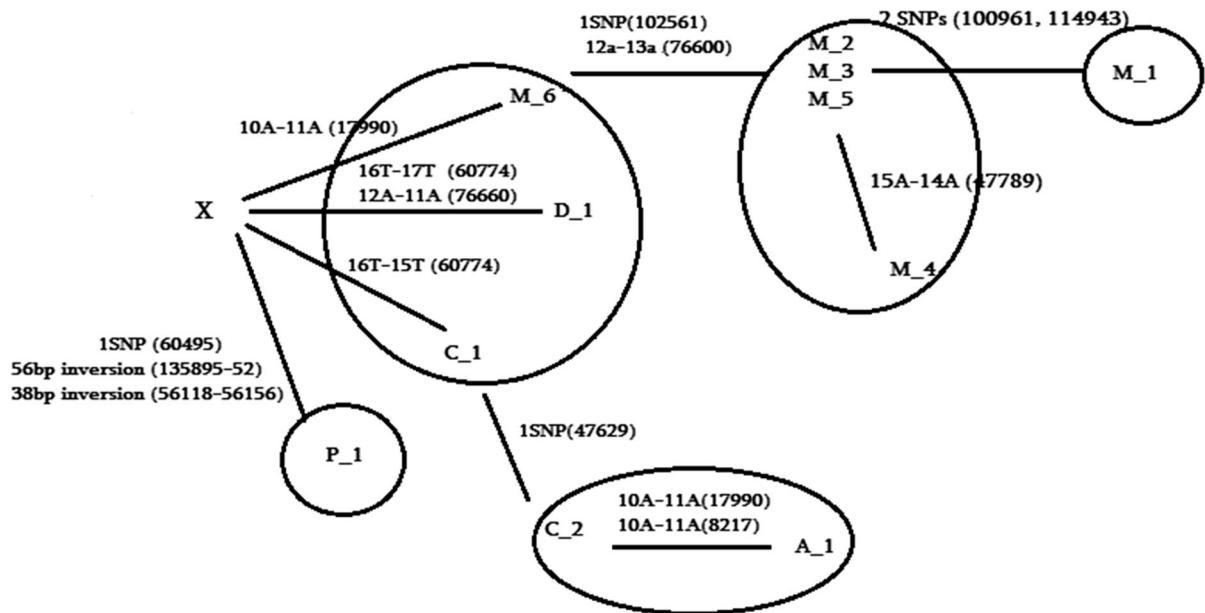 1SNP(102561)
12a-13a (76600)
2 SNPs (100961, 114943)
M_2
M_3
M_5
M_1
M_6
10A-11A (17990)
16T-17T (60774)
12A-11A (76660)
X
D_1
15A-14A (47789)
M_4
16T-15T (60774)
C_1
1SNP (60495)
56bp inversion (135895-52)
38bp inversion (56118-56156)
P_1
1SNP(47629)
10A-11A(17990)
10A-11A(8217)
C_2
A_1